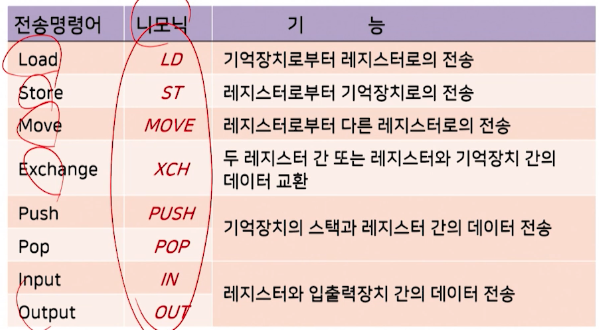 전송명령어 니모닉 기 능
Load LD 기억장치로부터 레지스터로의 전송
Store ST 레지스터로부터 기억장치로의 전송
Move MOVE 레지스터로부터 다른 레지스터로의 전송
Exchange XCH 두 레지스터 간 또는 레지스터와 기억장치 간의
데이터 교환
Push PUSH 기억장치의 스택과 레지스터 간의 데이터 전송
Pop POP
Input IN 레지스터와 입출력장치 간의 데이터 전송
Output OUT